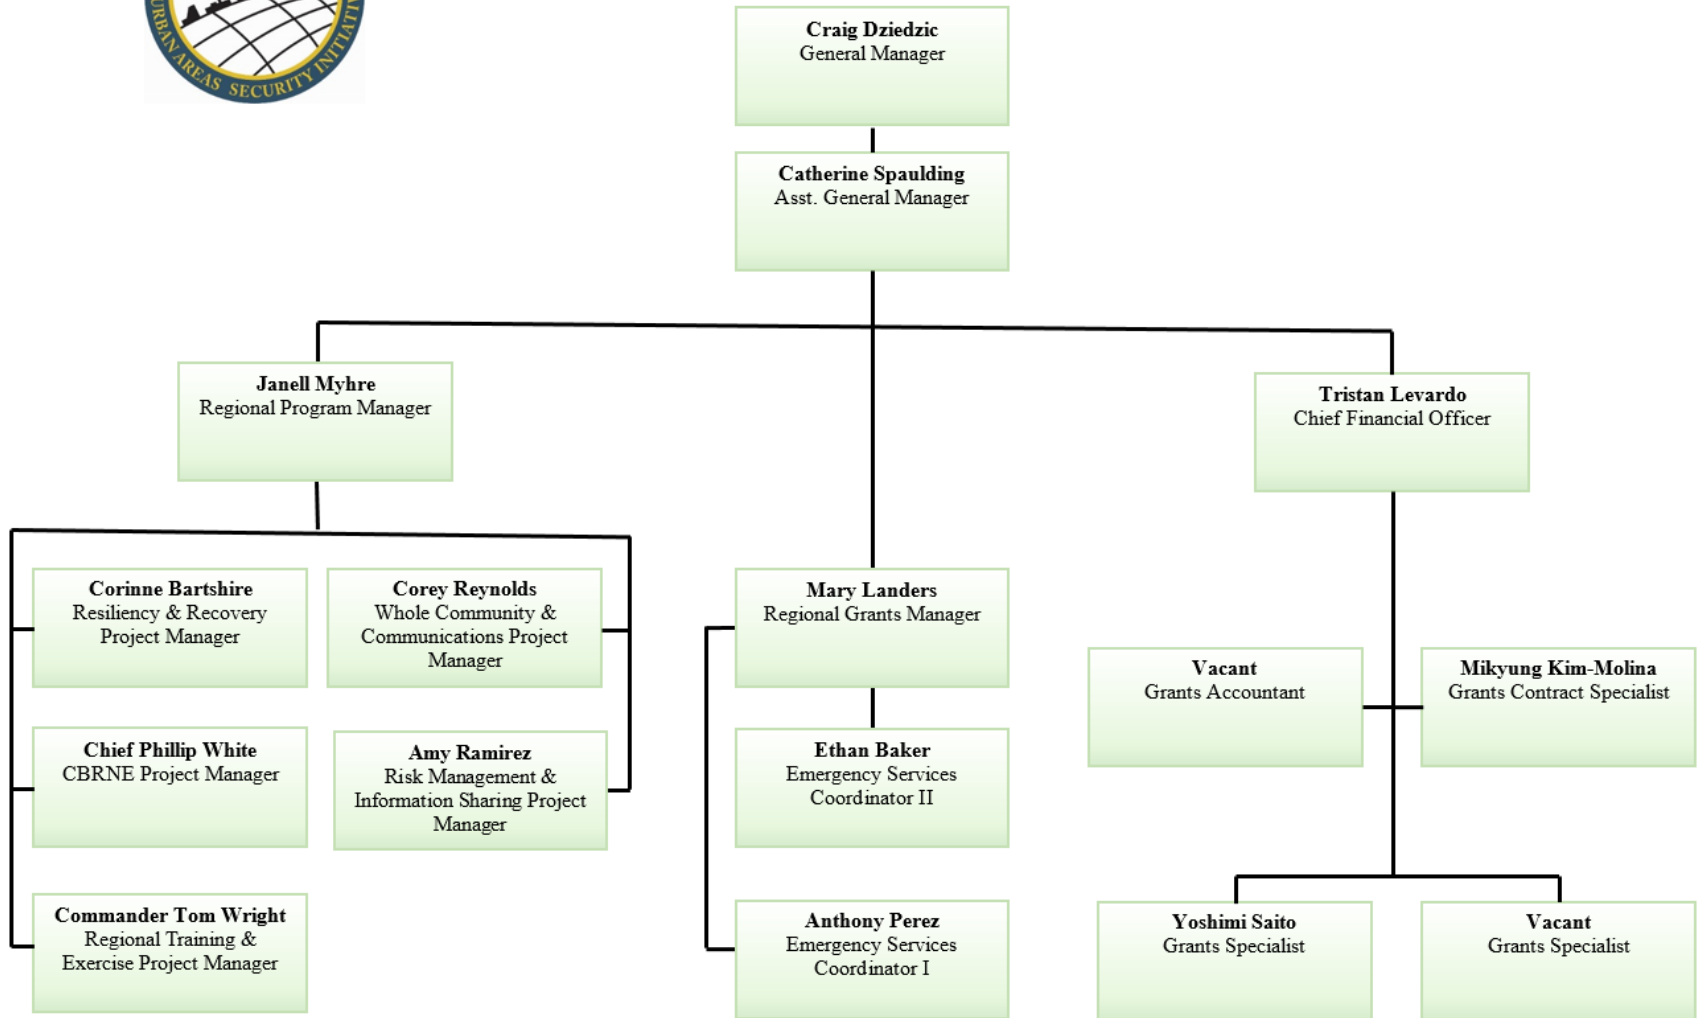 URBAN AREAS SECURITY INITIATIV
Craig Dziedzic
General Manager
Catherine Spaulding
Asst. General Manager
Janell Myhre
Regional Program Manager
Tristan Levardo
Chief Financial Officer
Corinne Bartshire
Resiliency & Recovery
Project Manager
Corey Reynolds
Whole Community &
Communications Project
Manager
Mary Landers
Regional Grants Manager
Vacant
Grants Accountant
Mikyung Kim-Molina
Grants Contract Specialist
Chief Phillip White
CBRNE Project Manager
Amy Ramirez
Risk Management &
Information Sharing Project
Manager
Ethan Baker
Emergency Services
Coordinator II
Commander Tom Wright
Regional Training &
Exercise Project Manager
Anthony Perez
Emergency Services
Coordinator I
Yoshimi Saito
Grants Specialist
Vacant
Grants Specialist